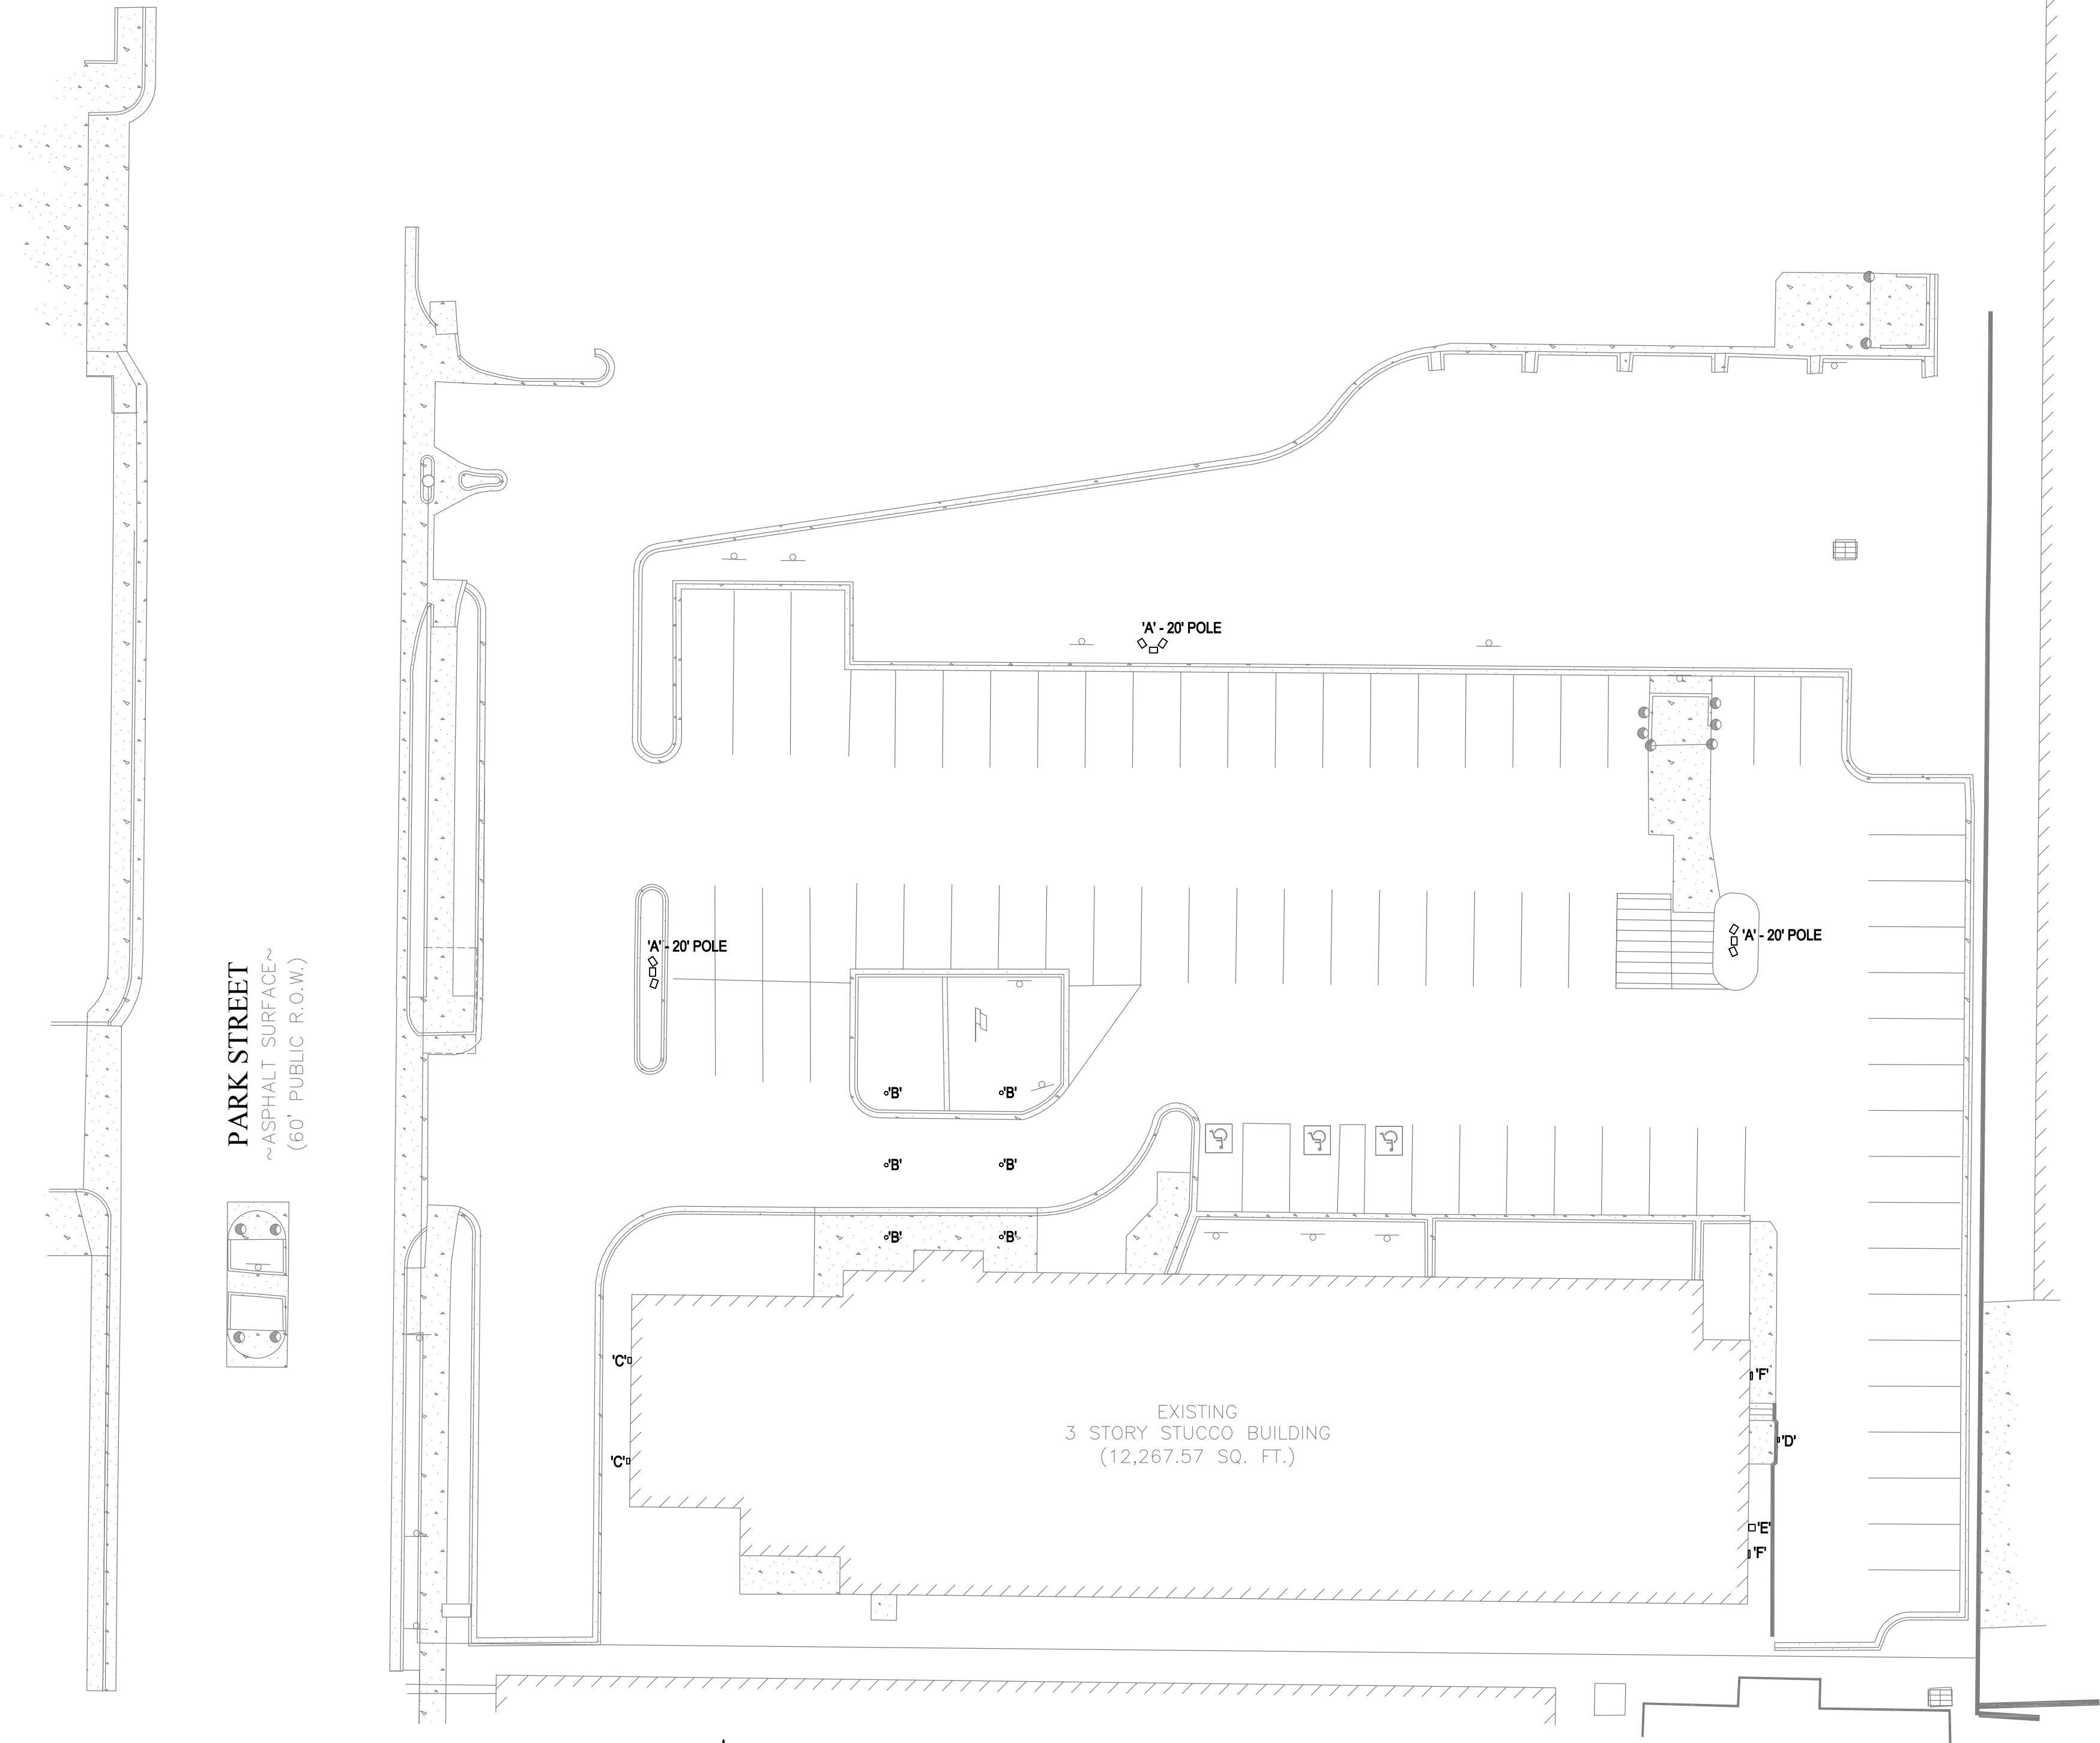 'A' - 20' POLE
'A' - 20' POLE
'A' - 20' POLE
PARK STREET
~ASPHALT SURFACE~
(60' PUBLIC R.O.W.)
'B'
'B'
'B'
'B'
'B'
'B'
'C'
'C'
EXISTING
3 STORY STUCCO BUILDING
(12,267.57 SQ. FT.)
'F'
'D'
'E'
'F'